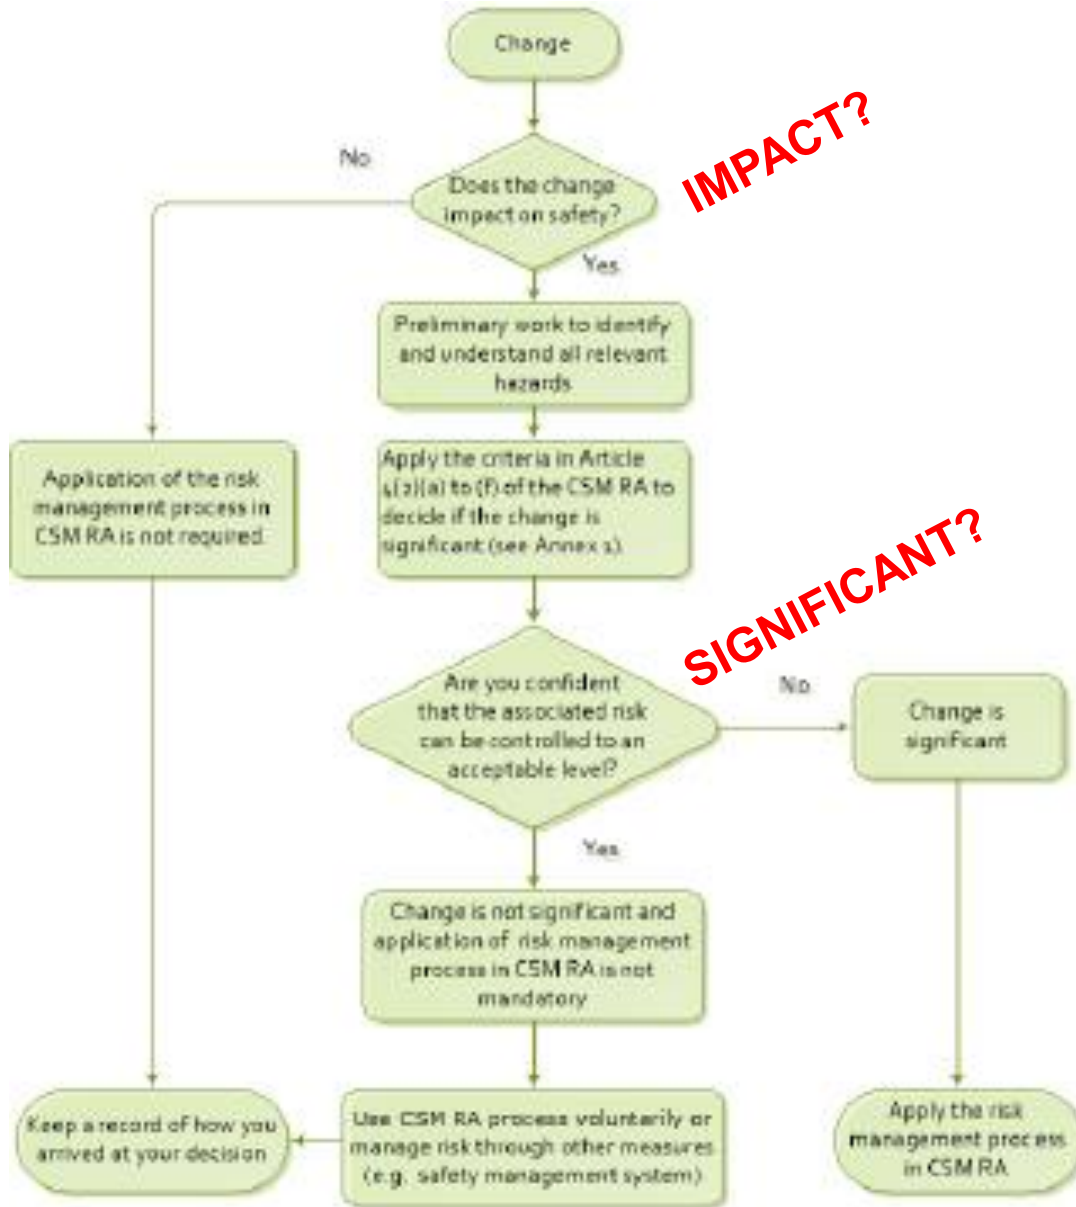 Change
IMPACT?
No
Does the change
impact on safety?
Yes
Preliminary work to identify
and understand all relevant
hazards
Application of the risk
management process in
CSM RA is not required.
Apply the criteria in Article
4(2)(a) to (f) of the CSM RA to
decide if the change is
significant (see Annex 1)
SIGNIFICANT?
Are you confident
that the associated risk
can be controlled to an
acceptable level?
No
Change is
significant
Yes
Change is not significant and
application of risk management
process in CSM RA is not
mandatory
Keep a record of how you
arrived at your decision
Use CSM RA process voluntarily or
manage risk through other measures
(e.g. safety management system)
Apply the risk
management process
in CSM RA